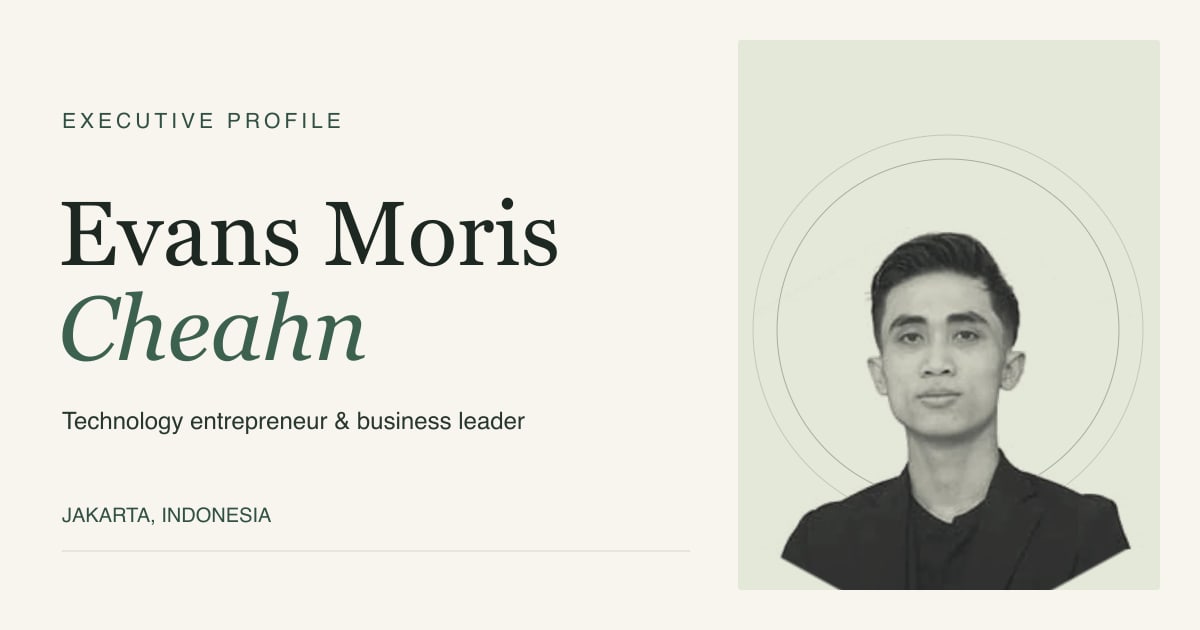 EXECUTIVE PROFILE
Evans Moris
Cheahn
Technology entrepreneur & business leader
JAKARTA, INDONESIA